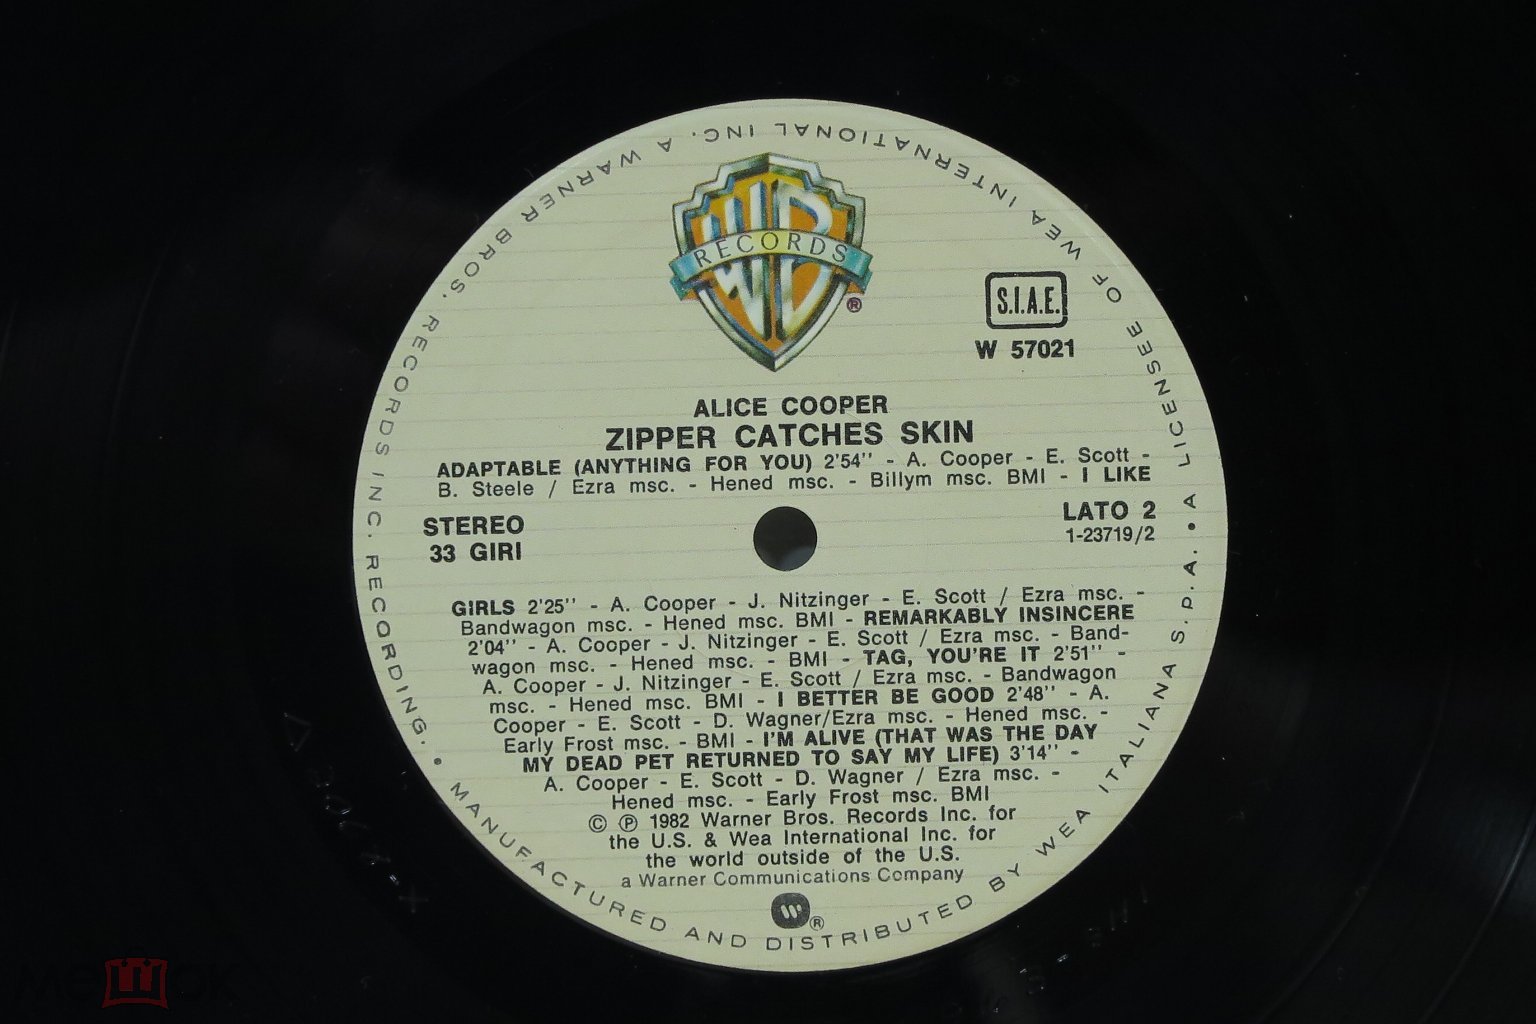 RECORDS
®
S.I.A.E.
W 57021
ALICE COOPER
ZIPPER CATCHES SKIN
ADAPTABLE (ANYTHING FOR YOU) 2'54'' - A. Cooper - E. Scott -
B. Steele / Ezra msc. - Hened msc. - Billym msc. BMI - I LIKE
STEREO
33 GIRI
LATO 2
1-23719/2
GIRLS 2'25'' - A. Cooper - J. Nitzinger - E. Scott / Ezra msc. -
Bandwagon msc. - Hened msc. BMI - REMARKABLY INSINCERE
2'04'' - A. Cooper - J. Nitzinger - E. Scott / Ezra msc. - Band-
wagon msc. - Hened msc. - BMI - TAG, YOU'RE IT 2'51'' -
A. Cooper - J. Nitzinger - E. Scott / Ezra msc. - Bandwagon
msc. - Hened msc. BMI - I BETTER BE GOOD 2'48'' - A.
Cooper - E. Scott - D. Wagner/Ezra msc. - Hened msc. -
Early Frost msc. - BMI - I'M ALIVE (THAT WAS THE DAY
MY DEAD PET RETURNED TO SAY MY LIFE) 3'14'' -
A. Cooper - E. Scott - D. Wagner / Ezra msc. -
Hened msc. - Early Frost msc. BMI
© ℗ 1982 Warner Bros. Records Inc. for
the U.S. & Wea International Inc. for
the world outside of the U.S.
a Warner Communications Company
®
• MANUFACTURED AND DISTRIBUTED BY WEA ITALIANA S.P.A. • A LICENSEE OF WEA INTERNATIONAL INC. A WARNER BROS. RECORDS INC. RECORDING.
мешок